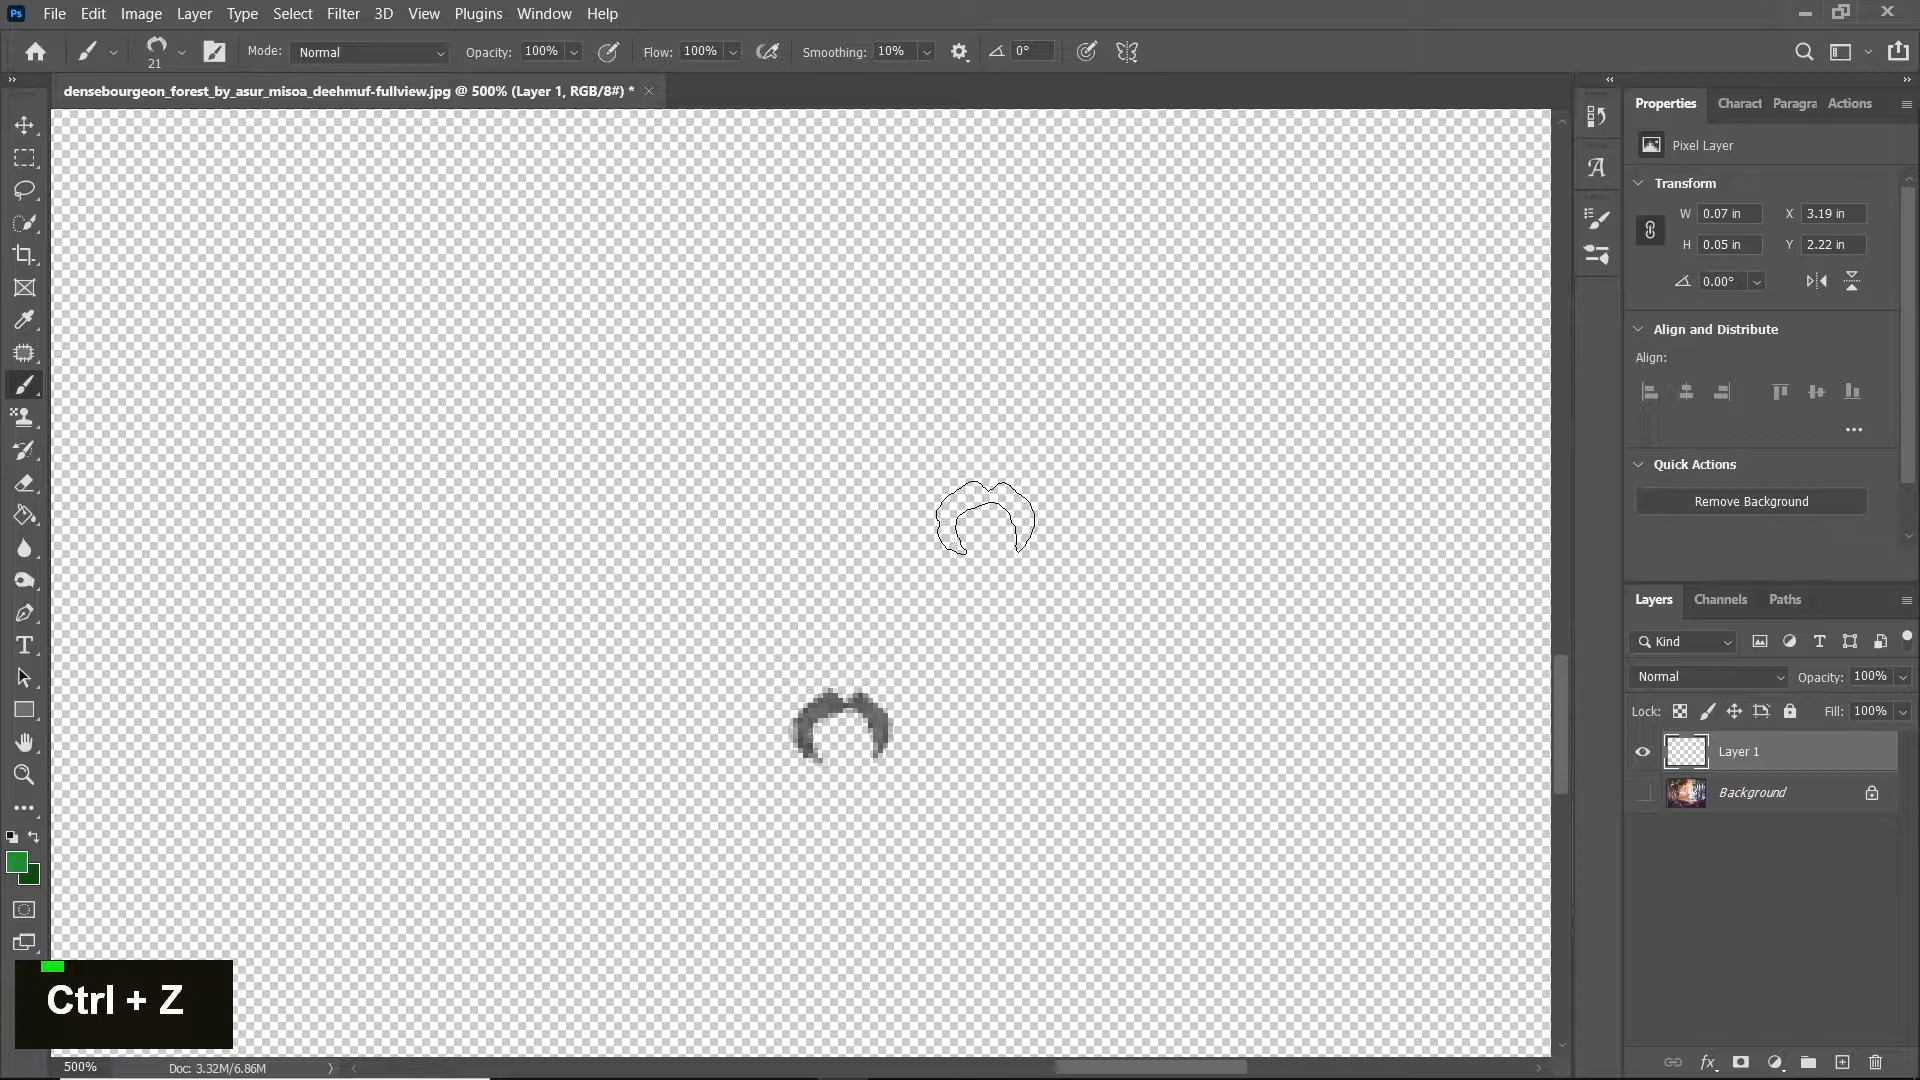 Ps File Edit Image Layer Type Select Filter 3D View Plugins Window Help
21 Mode: Normal Opacity: 100% Flow: 100% Smoothing: 10% 0°
densebourgeon_forest_by_asur_misoa_deehmuf-fullview.jpg @ 500% (Layer 1, RGB/8#) *
Properties Charact Paragra Actions
Pixel Layer
Transform
W 0.07 in X 3.19 in
H 0.05 in Y 2.22 in
0.00°
Align and Distribute
Align:
Quick Actions
Remove Background
Layers Channels Paths
Kind
Normal Opacity: 100%
Lock: Fill: 100%
Layer 1
Background
Ctrl + Z
500% Doc: 3.32M/6.86M
fx